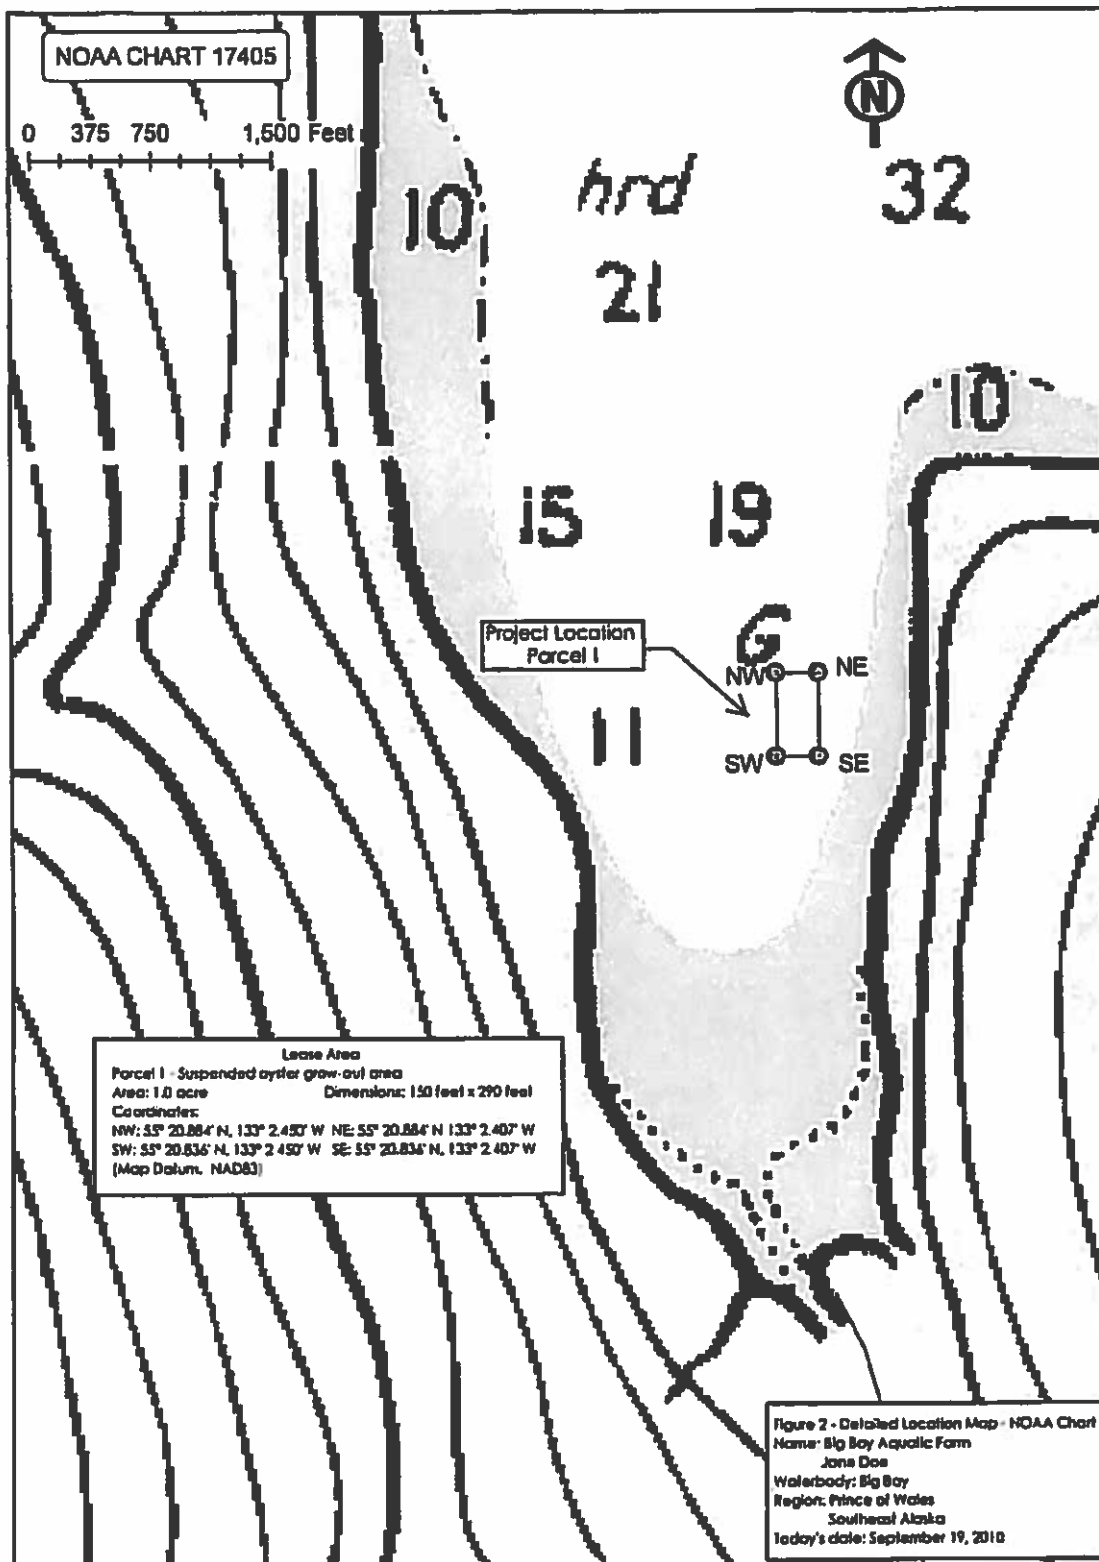 NOAA CHART 17405
0 375 750 1,500 Feet
N
10
hrd
32
21
10
15
19
Project Location
Parcel 1
6
NW NE
11
SW SE
Lease Area
Parcel 1 - Suspended oyster grow-out area
Area: 1.0 acre Dimensions: 150 feet x 290 feet
Coordinates:
NW: 55° 20.884' N, 133° 2.450' W NE: 55° 20.884' N 133° 2.407' W
SW: 55° 20.836' N, 133° 2.450' W SE: 55° 20.836' N, 133° 2.407' W
(Map Datum: NAD83)
Figure 2 - Detailed Location Map - NOAA Chart
Name: Big Bay Aquatic Farm
Jane Doe
Waterbody: Big Bay
Region: Prince of Wales
Southeast Alaska
Today's date: September 19, 2010